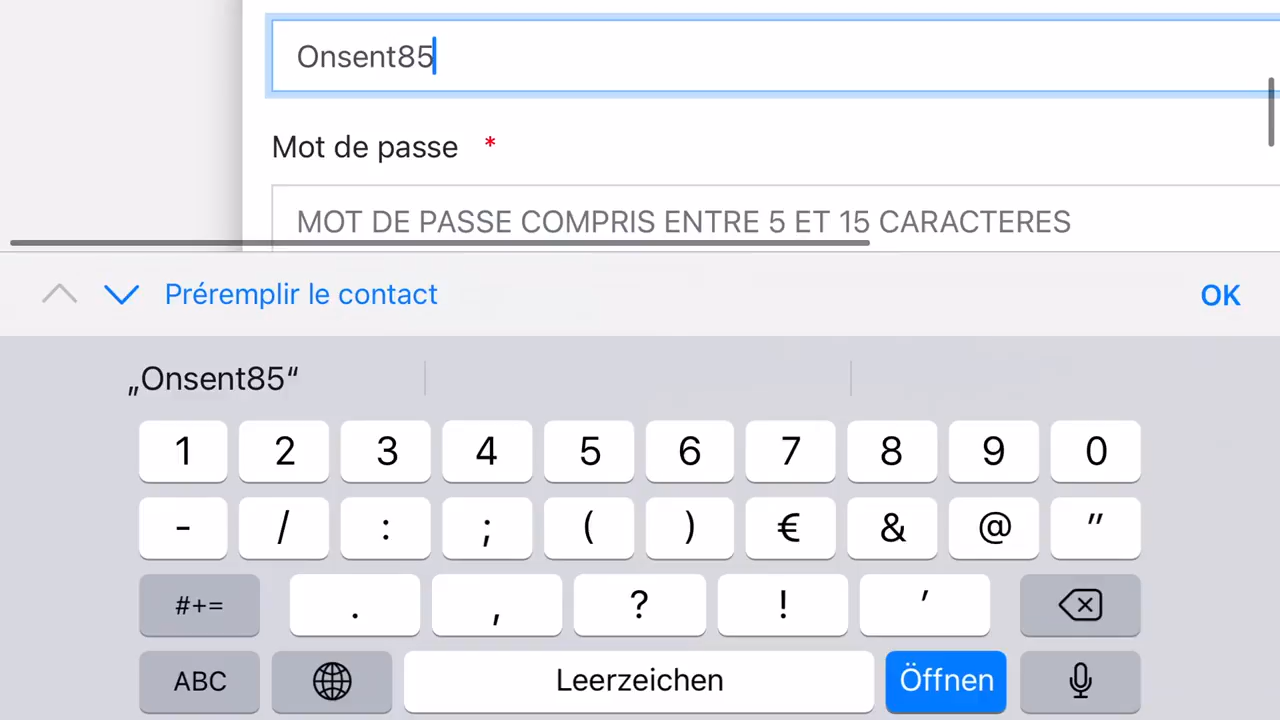 Onsent85
Mot de passe *
MOT DE PASSE COMPRIS ENTRE 5 ET 15 CARACTERES
Préremplir le contact OK
„Onsent85“
1 2 3 4 5 6 7 8 9 0
- / : ; ( ) € & @ "
#+= . , ? ! ’
ABC Leerzeichen Öffnen